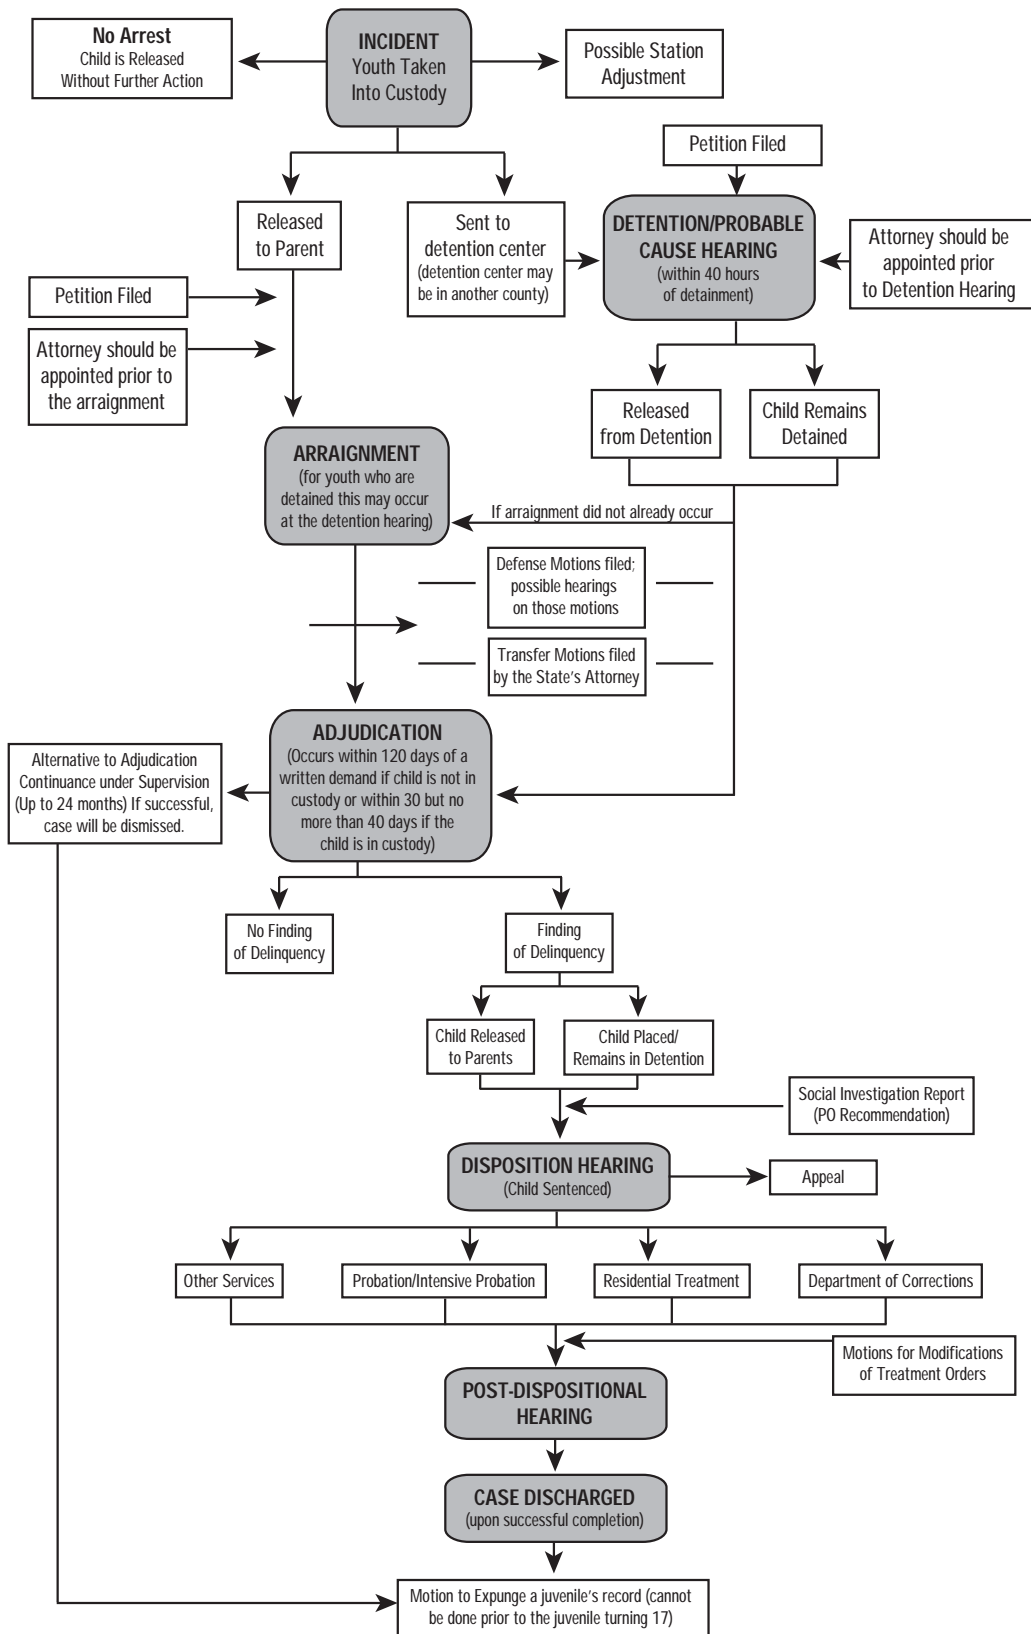 No Arrest
Child is Released
Without Further Action
INCIDENT
Youth Taken
Into Custody
Possible Station
Adjustment
Petition Filed
Released
to Parent
Sent to
detention center
(detention center may
be in another county)
DETENTION/PROBABLE
CAUSE HEARING
(within 40 hours
of detainment)
Attorney should be
appointed prior
to Detention Hearing
Petition Filed
Attorney should be
appointed prior to
the arraignment
Released
from Detention
Child Remains
Detained
ARRAIGNMENT
(for youth who are
detained this may occur
at the detention hearing)
If arraignment did not already occur
Defense Motions filed;
possible hearings
on those motions
Transfer Motions filed
by the State's Attorney
ADJUDICATION
(Occurs within 120 days of a
written demand if child is not in
custody or within 30 but no
more than 40 days if the
child is in custody)
Alternative to Adjudication
Continuance under Supervision
(Up to 24 months) If successful,
case will be dismissed.
No Finding
of Delinquency
Finding
of Delinquency
Child Released
to Parents
Child Placed/
Remains in Detention
Social Investigation Report
(PO Recommendation)
DISPOSITION HEARING
(Child Sentenced)
Appeal
Other Services
Probation/Intensive Probation
Residential Treatment
Department of Corrections
Motions for Modifications
of Treatment Orders
POST-DISPOSITIONAL
HEARING
CASE DISCHARGED
(upon successful completion)
Motion to Expunge a juvenile's record (cannot
be done prior to the juvenile turning 17)